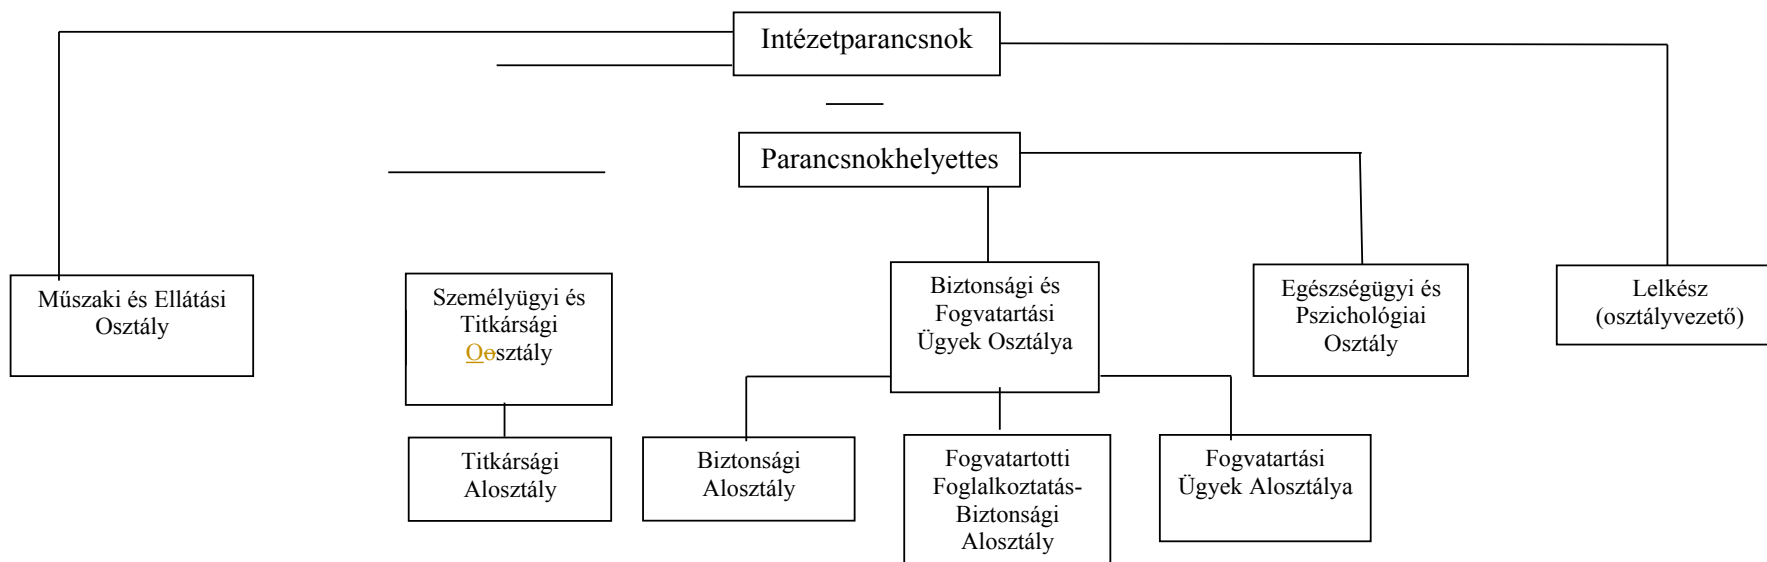 Intézetparancsnok
Parancsnokhelyettes
Műszaki és Ellátási
Osztály
Személyügyi és
Titkársági
Oosztály
Biztonsági és
Fogvatartási
Ügyek Osztálya
Egészségügyi és
Pszichológiai
Osztály
Lelkész
(osztályvezető)
Titkársági
Alosztály
Biztonsági
Alosztály
Fogvatartotti
Foglalkoztatás-
Biztonsági
Alosztály
Fogvatartási
Ügyek Alosztálya